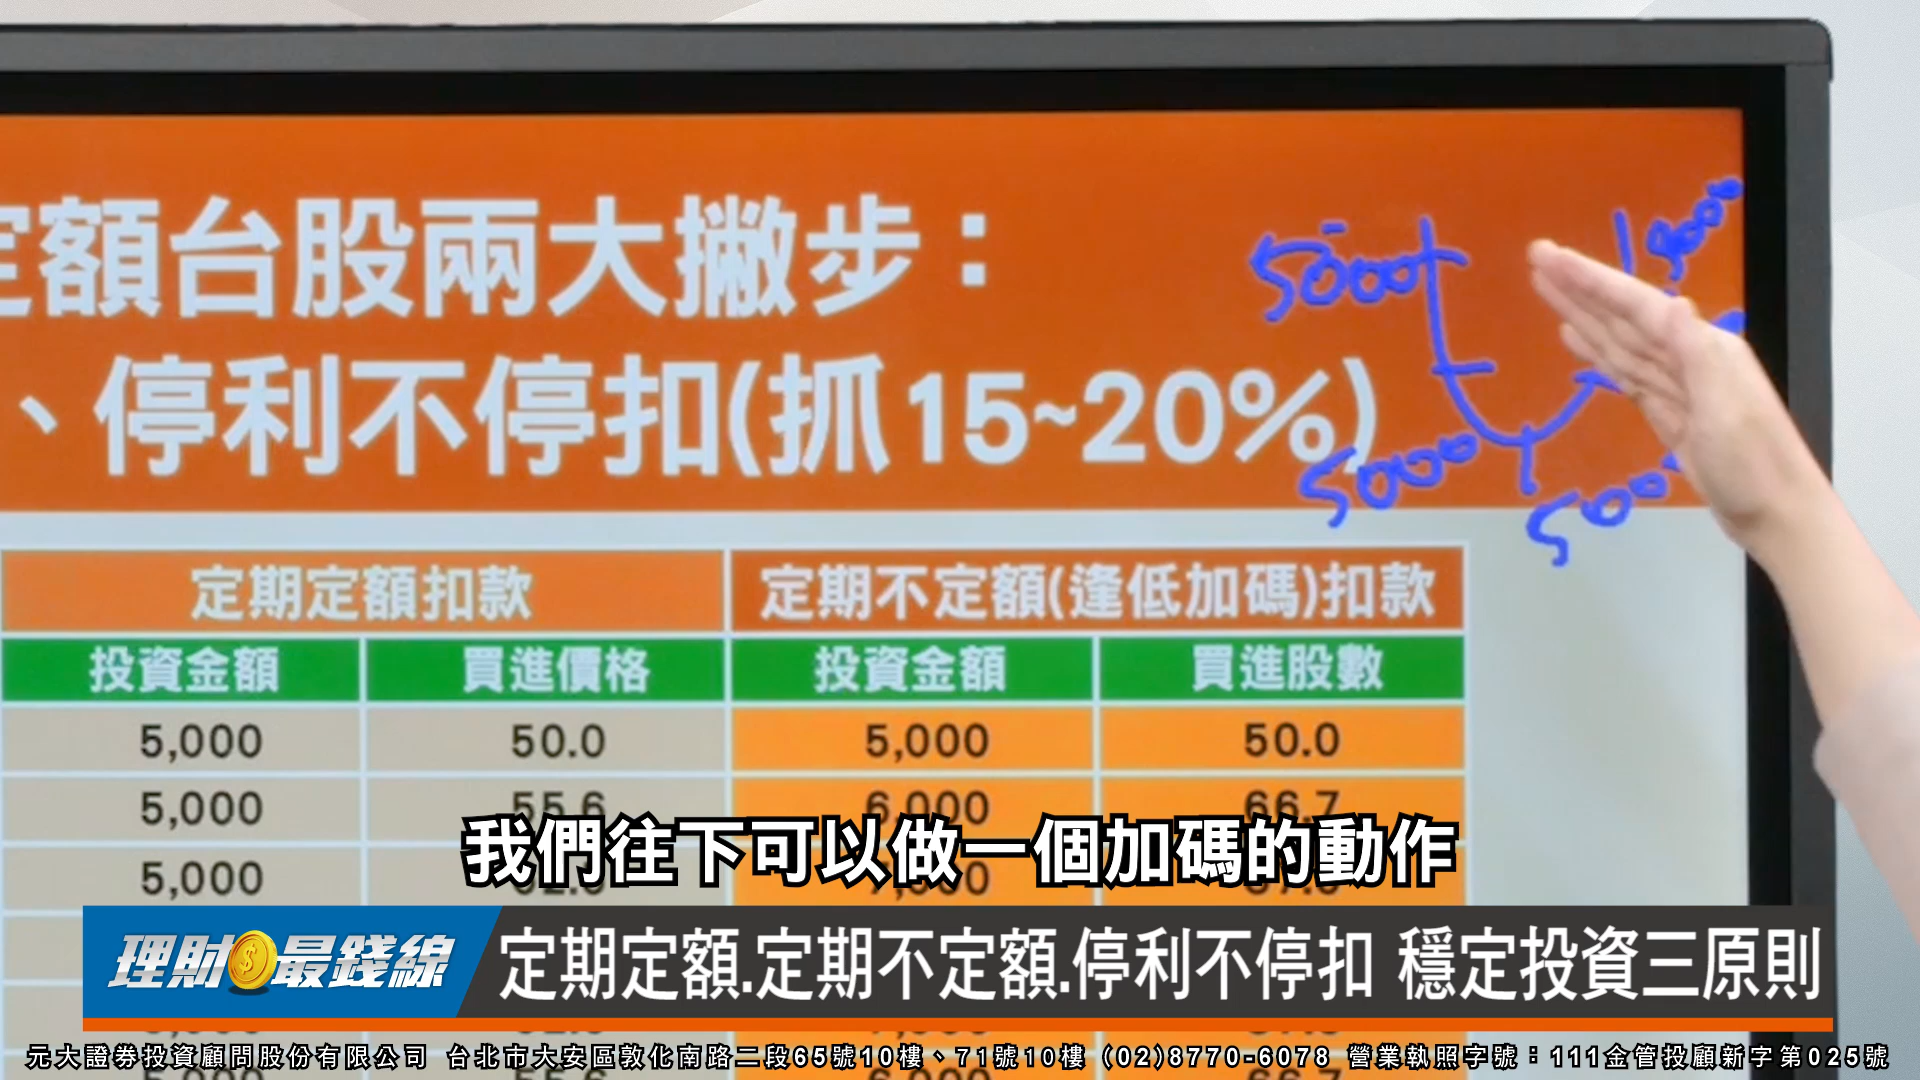 定額台股兩大撇步：
、停利不停扣(抓15~20%)
5000
5000
500
定期定額扣款
定期不定額(逢低加碼)扣款
投資金額
買進價格
投資金額
買進股數
5,000
50.0
5,000
50.0
5,000
55.6
6,000
66.7
5,000
我們往下可以做一個加碼的動作
理財最錢線
定期定額.定期不定額.停利不停扣 穩定投資三原則
元大證券投資顧問股份有限公司 台北市大安區敦化南路二段65號10樓、71號10樓 (02)8770-6078 營業執照字號：111金管投顧新字第025號